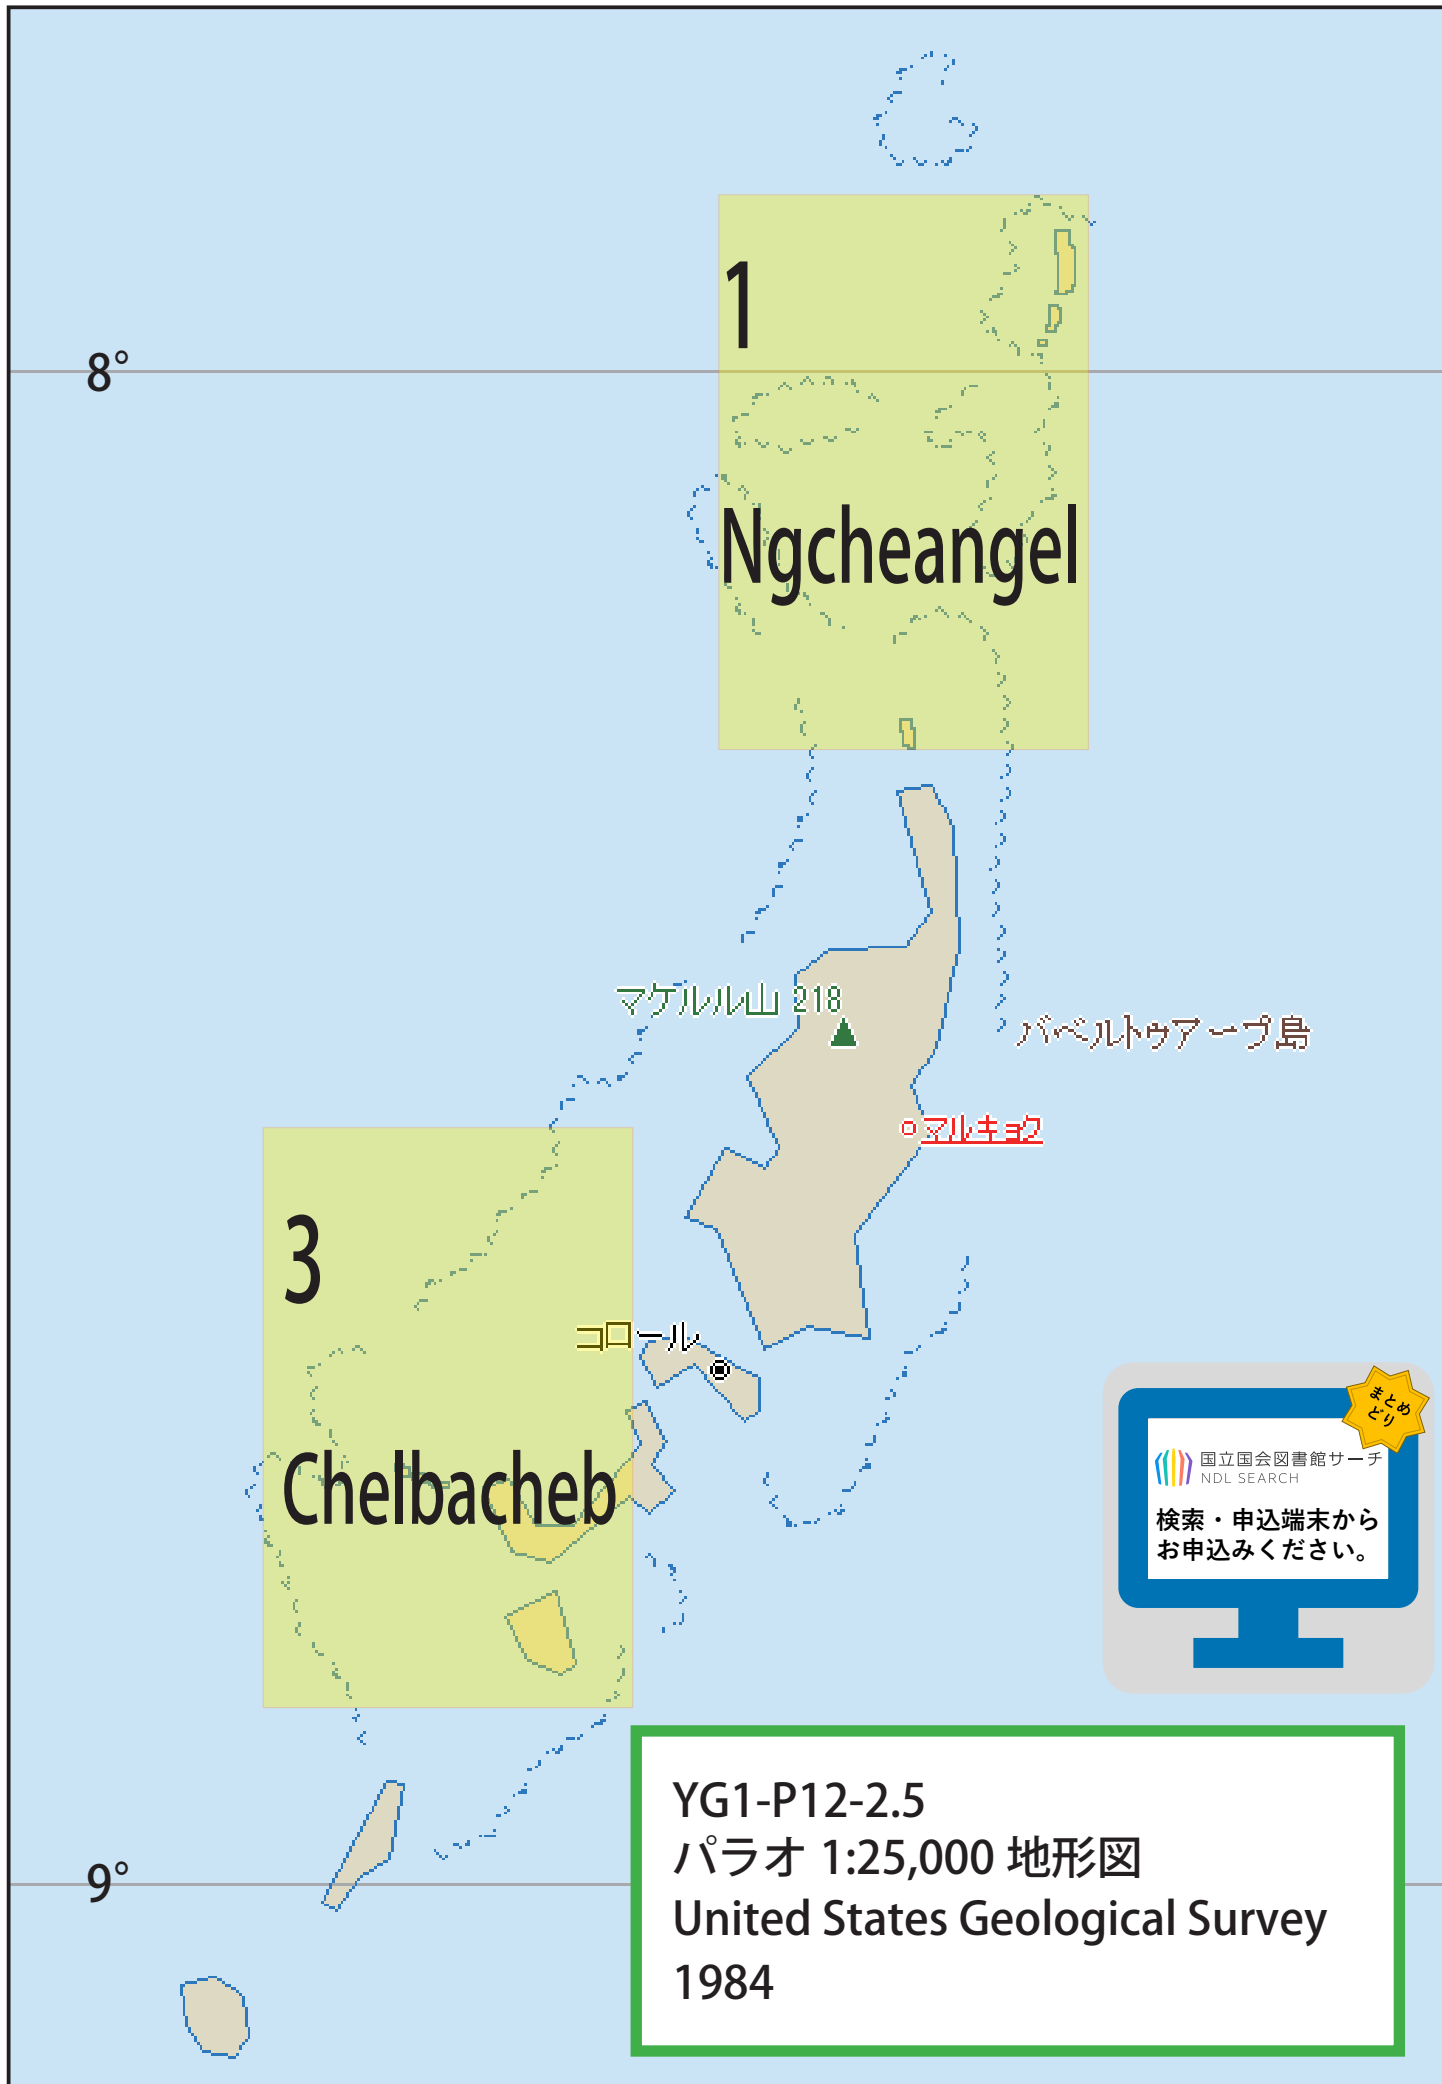 1
8°
Ngcheangel
マケルル山 218
バベルトゥアープ島
マルキョク
3
コロール
Chelbacheb
まとめ
どり
国立国会図書館サーチ
NDL SEARCH
検索・申込端末から
お申込みください。
YG1-P12-2.5
パラオ 1:25,000 地形図
9°
United States Geological Survey
1984